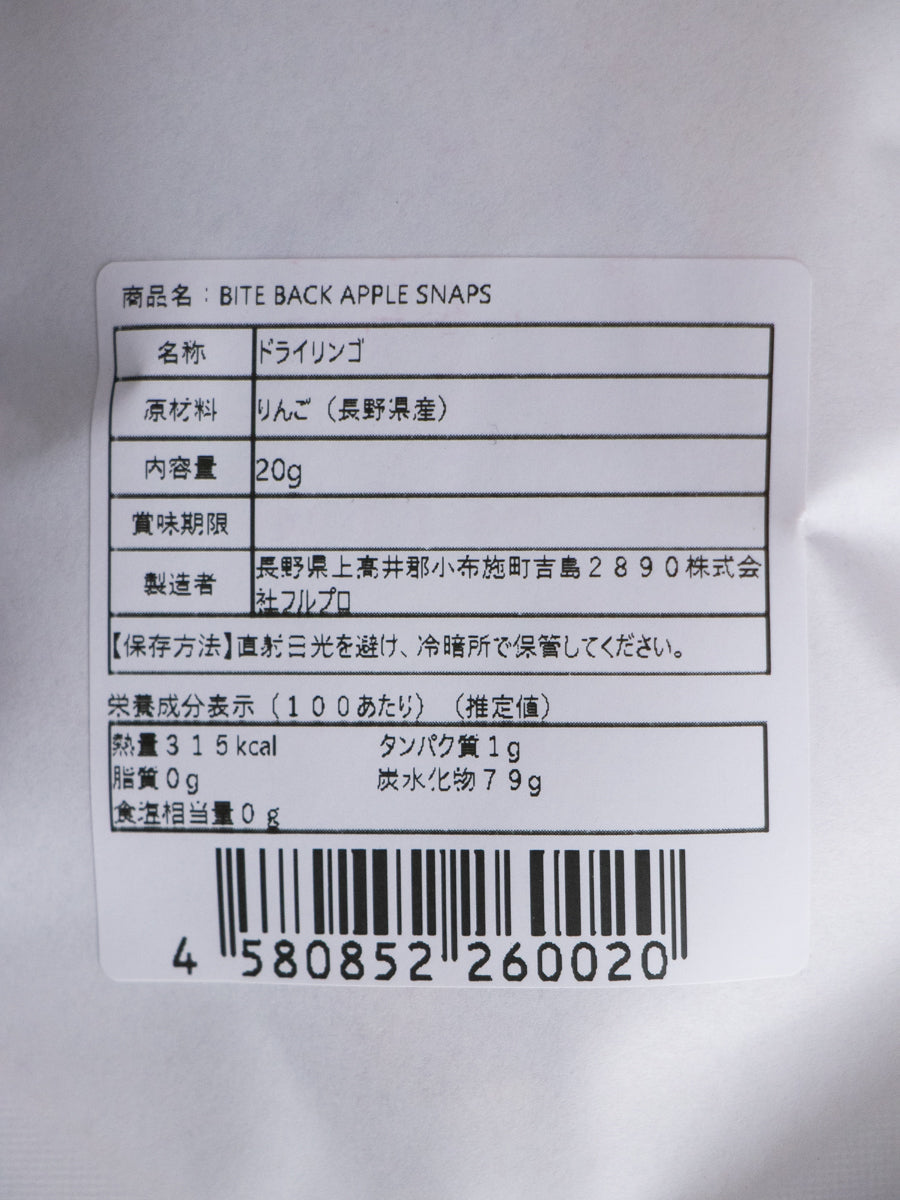 商品名：BITE BACK APPLE SNAPS
名称 ドライリンゴ
原材料 りんご（長野県産）
内容量 20g
賞味期限
製造者 長野県上高井郡小布施町吉島２８９０株式会
社フルプロ
【保存方法】直射日光を避け、冷暗所で保管してください。
栄養成分表示（１００あたり）（推定値）
熱量３１５kcal タンパク質１g
脂質０g 炭水化物７９g
食塩相当量０g
4 580852 260020